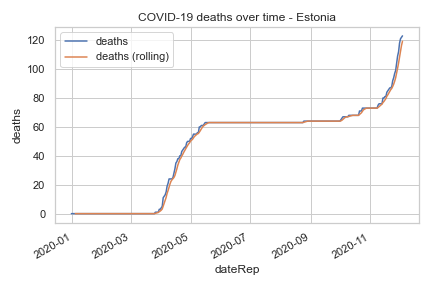 COVID-19 deaths over time - Estonia
deaths
deaths (rolling)
120
100
80
60
40
20
0
deaths
2020-01
2020-03
2020-05
2020-07
2020-09
2020-11
dateRep